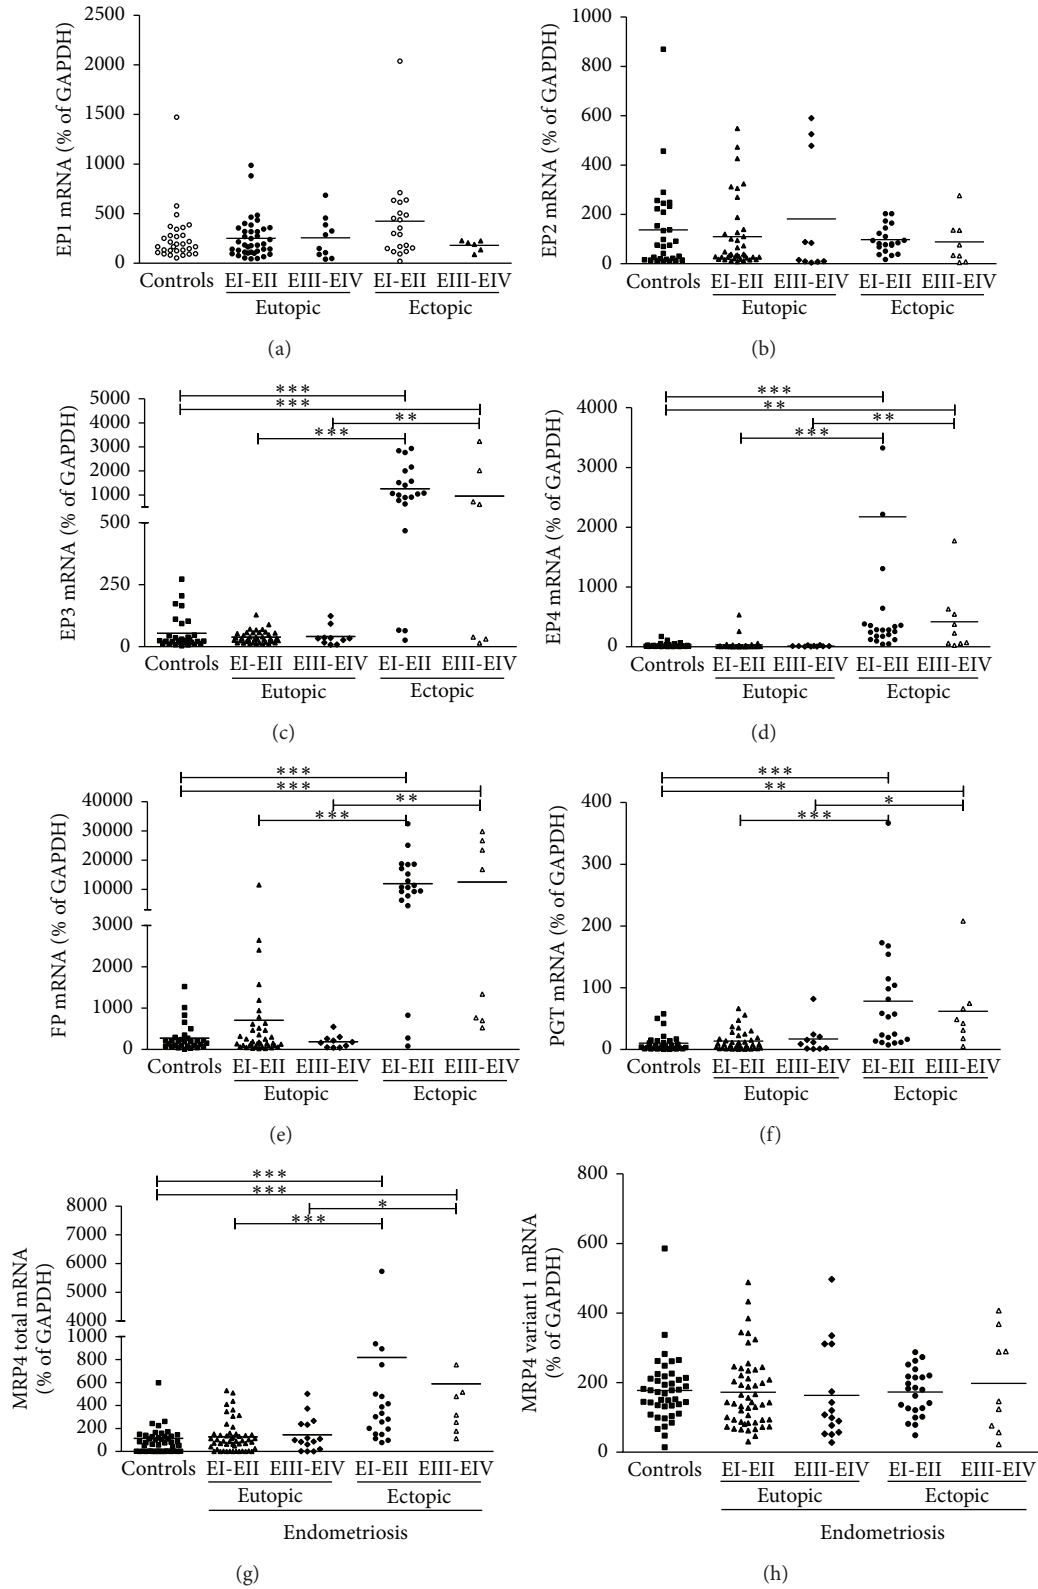 EP1 mRNA (% of GAPDH)
2500
2000
1500
1000
500
0
Controls EI-EII EIII-EIV EI-EII EIII-EIV
Eutopic Ectopic
(a)
EP2 mRNA (% of GAPDH)
1000
800
600
400
200
0
Controls EI-EII EIII-EIV EI-EII EIII-EIV
Eutopic Ectopic
(b)
EP3 mRNA (% of GAPDH)
***
***
**
***
5000
4000
3000
2000
1000
500
250
0
Controls EI-EII EIII-EIV EI-EII EIII-EIV
Eutopic Ectopic
(c)
EP4 mRNA (% of GAPDH)
***
**
**
***
4000
3000
2000
1000
0
Controls EI-EII EIII-EIV EI-EII EIII-EIV
Eutopic Ectopic
(d)
FP mRNA (% of GAPDH)
***
***
**
***
40000
30000
20000
10000
3000
2000
1000
0
Controls EI-EII EIII-EIV EI-EII EIII-EIV
Eutopic Ectopic
(e)
PGT mRNA (% of GAPDH)
***
**
*
***
400
300
200
100
0
Controls EI-EII EIII-EIV EI-EII EIII-EIV
Eutopic Ectopic
(f)
MRP4 total mRNA
(% of GAPDH)
***
***
*
***
8000
7000
6000
5000
4000
1000
800
600
400
200
0
Controls EI-EII EIII-EIV EI-EII EIII-EIV
Eutopic Ectopic
Endometriosis
(g)
MRP4 variant 1 mRNA
(% of GAPDH)
800
600
400
200
0
Controls EI-EII EIII-EIV EI-EII EIII-EIV
Eutopic Ectopic
Endometriosis
(h)